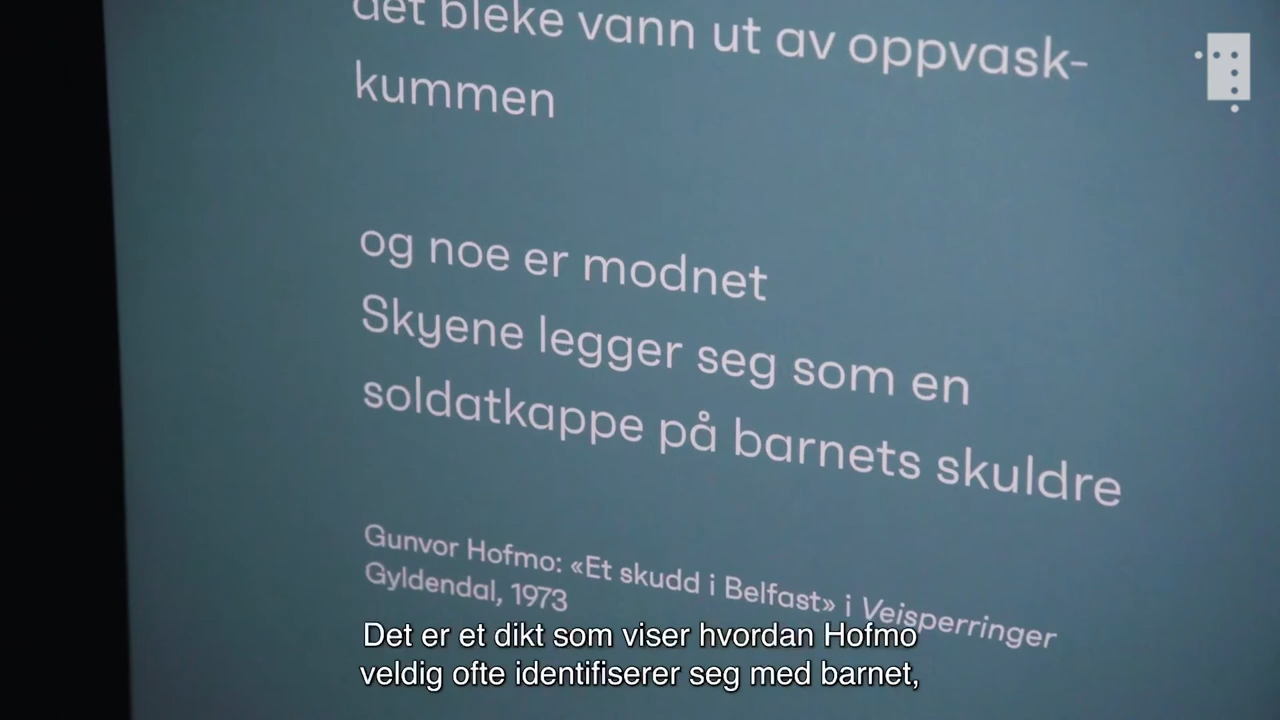 det bleke vann ut av oppvask-
kummen
og noe er modnet
Skyene legger seg som en
soldatkappe på barnets skuldre
Gunvor Hofmo: «Et skudd i Belfast» i Veisperringer
Gyldendal, 1973
Det er et dikt som viser hvordan Hofmo
veldig ofte identifiserer seg med barnet,